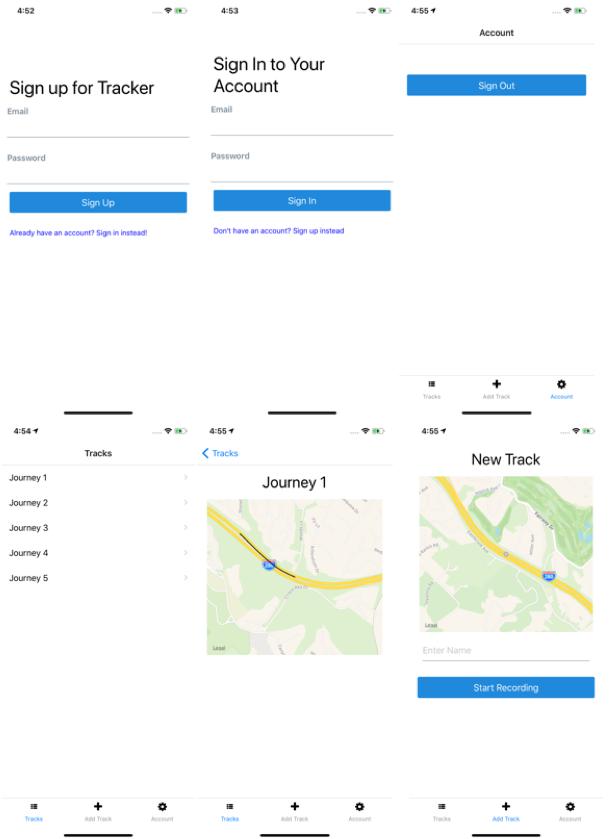 4:52
Sign up for Tracker
Email
Password
Sign Up
Already have an account? Sign in instead!
4:53
Sign In to Your
Account
Email
Password
Sign In
Don't have an account? Sign up instead
4:55
Account
Sign Out
Tracks
Add Track
Account
4:54
Tracks
Journey 1
Journey 2
Journey 3
Journey 4
Journey 5
Tracks
Add Track
Account
4:55
Tracks
Journey 1
280
Legal
Tracks
Add Track
Account
4:55
New Track
Fairway Dr
280
Legal
Enter Name
Start Recording
Tracks
Add Track
Account